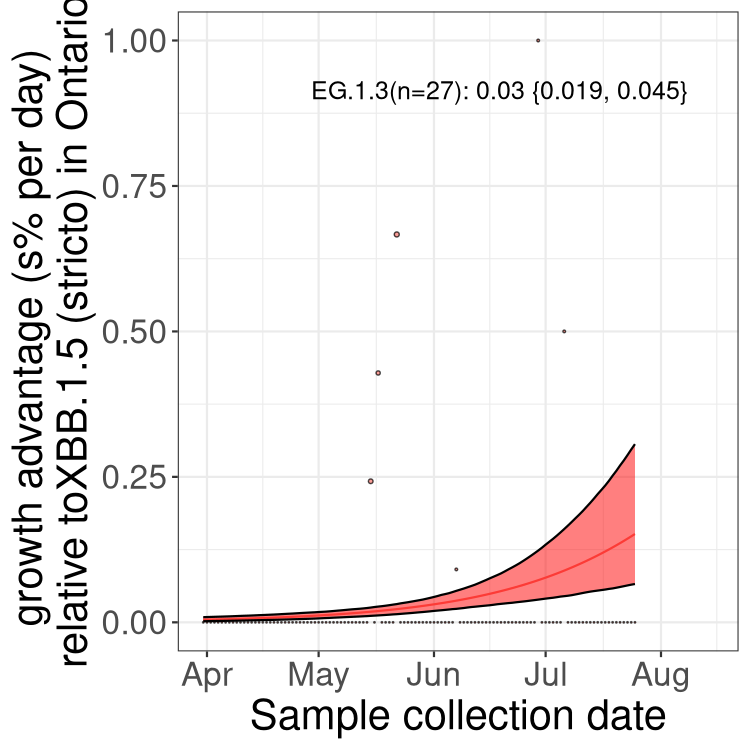 growth advantage (s% per day)
relative toXBB.1.5 (stricto) in Ontario
1.00
EG.1.3(n=27): 0.03 {0.019, 0.045}
0.75
0.50
0.25
0.00
Apr May Jun Jul Aug
Sample collection date